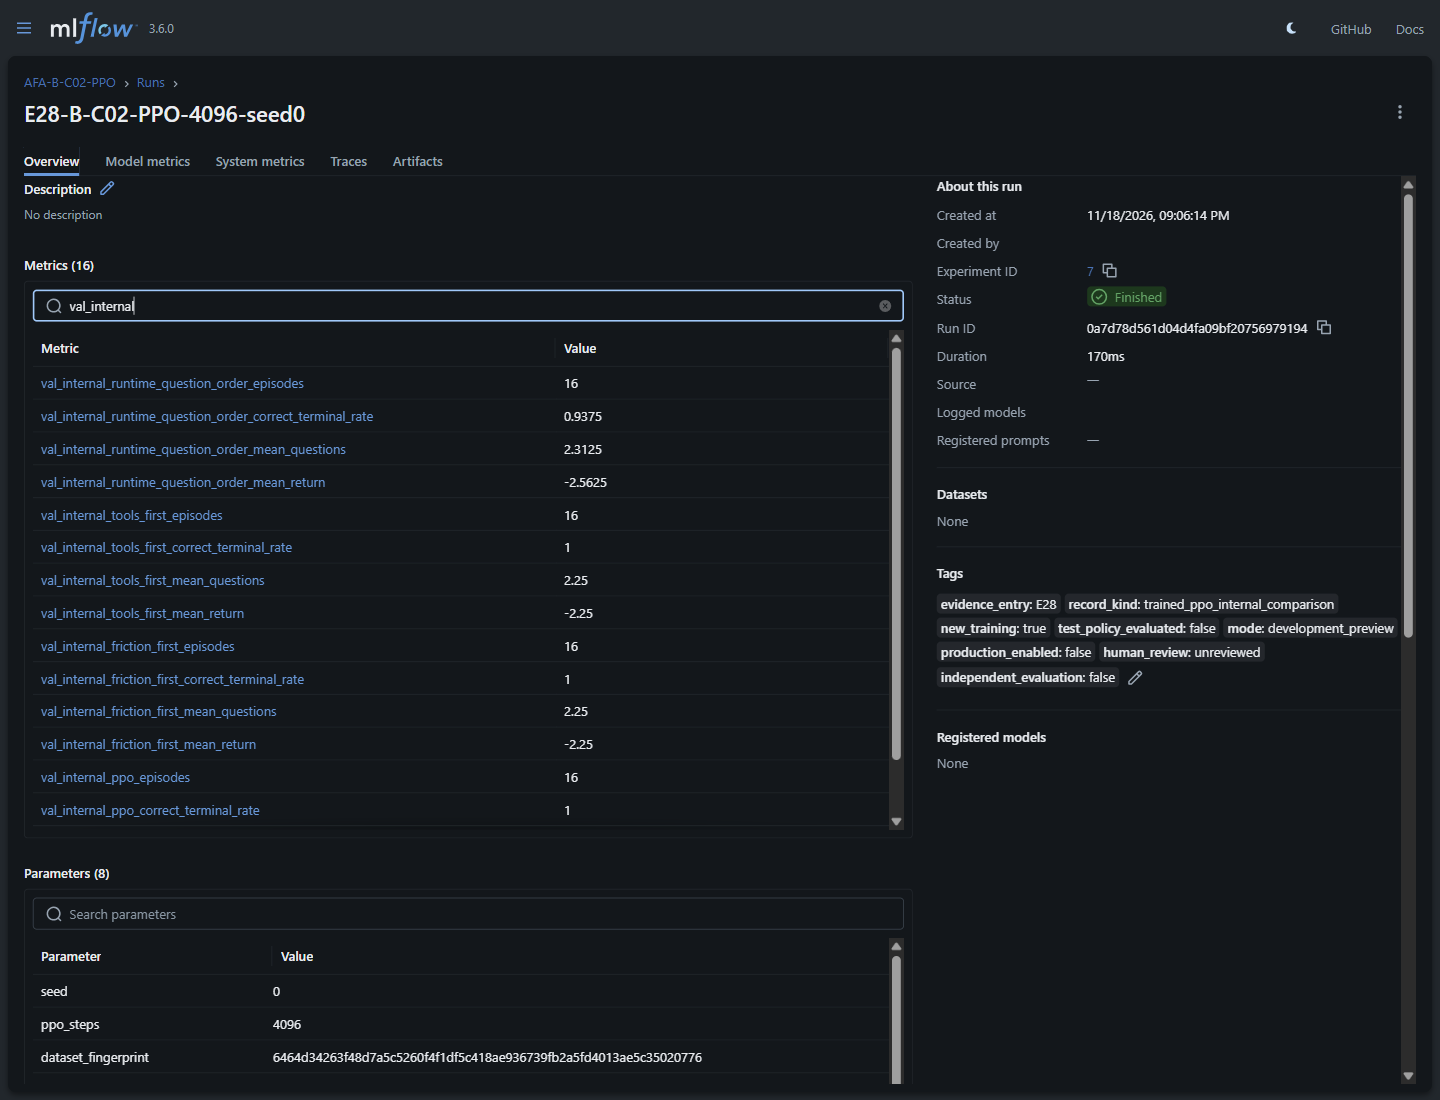 mlflow 3.6.0 GitHub Docs
AFA-B-C02-PPO › Runs ›
E28-B-C02-PPO-4096-seed0
Overview Model metrics System metrics Traces Artifacts
Description
No description
Metrics (16)
val_internal
Metric Value
val_internal_runtime_question_order_episodes 16
val_internal_runtime_question_order_correct_terminal_rate 0.9375
val_internal_runtime_question_order_mean_questions 2.3125
val_internal_runtime_question_order_mean_return -2.5625
val_internal_tools_first_episodes 16
val_internal_tools_first_correct_terminal_rate 1
val_internal_tools_first_mean_questions 2.25
val_internal_tools_first_mean_return -2.25
val_internal_friction_first_episodes 16
val_internal_friction_first_correct_terminal_rate 1
val_internal_friction_first_mean_questions 2.25
val_internal_friction_first_mean_return -2.25
val_internal_ppo_episodes 16
val_internal_ppo_correct_terminal_rate 1
Parameters (8)
Search parameters
Parameter Value
seed 0
ppo_steps 4096
dataset_fingerprint 6464d34263f48d7a5c5260f4f1df5c418ae936739fb2a5fd4013ae5c35020776
About this run
Created at 11/18/2026, 09:06:14 PM
Created by
Experiment ID 7
Status Finished
Run ID 0a7d78d561d04d4fa09bf20756979194
Duration 170ms
Source —
Logged models
Registered prompts —
Datasets
None
Tags
evidence_entry: E28 record_kind: trained_ppo_internal_comparison
new_training: true test_policy_evaluated: false mode: development_preview
production_enabled: false human_review: unreviewed
independent_evaluation: false
Registered models
None